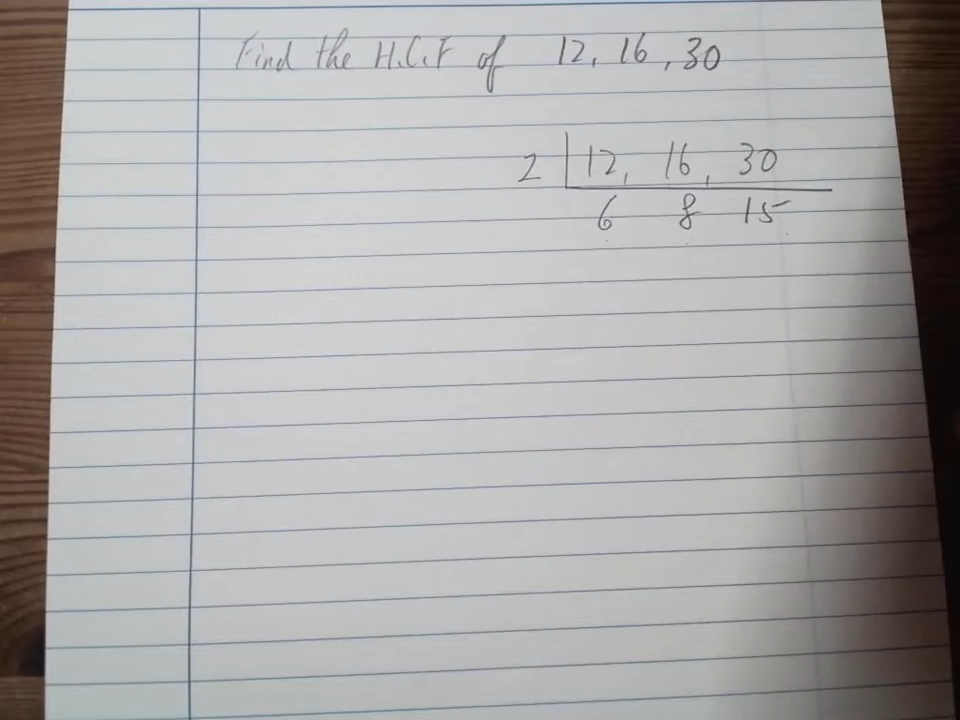 Find the H.C.F of 12, 16, 30
2 | 12, 16, 30
6 8 15